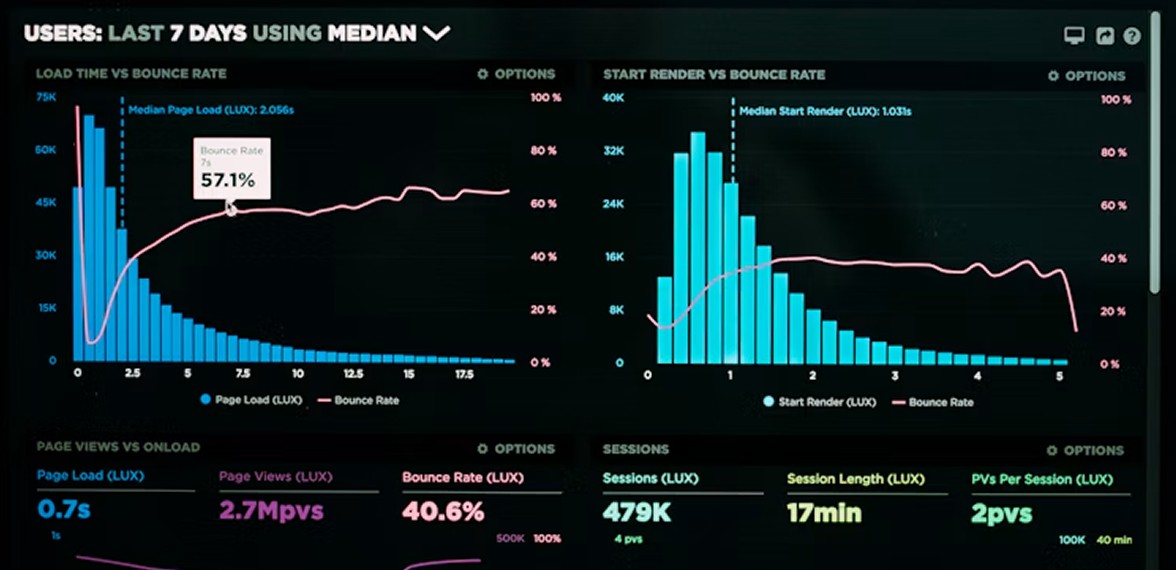 USERS: LAST 7 DAYS USING MEDIAN
LOAD TIME VS BOUNCE RATE
OPTIONS
75K
100 %
Median Page Load (LUX): 2.056s
60K
80 %
Bounce Rate
7s
57.1%
45K
60 %
30K
40 %
15K
20 %
0
0 %
0 2.5 5 7.5 10 12.5 15 17.5
Page Load (LUX) Bounce Rate
START RENDER VS BOUNCE RATE
OPTIONS
40K
100 %
Median Start Render (LUX): 1.031s
32K
80 %
24K
60 %
16K
40 %
8K
20 %
0
0 %
0 1 2 3 4 5
Start Render (LUX) Bounce Rate
PAGE VIEWS VS ONLOAD
OPTIONS
Page Load (LUX) Page Views (LUX) Bounce Rate (LUX)
0.7s 2.7Mpvs 40.6%
1s 500K 100%
SESSIONS
OPTIONS
Sessions (LUX) Session Length (LUX) PVs Per Session (LUX)
479K 17min 2pvs
4 pvs 100K 40 min